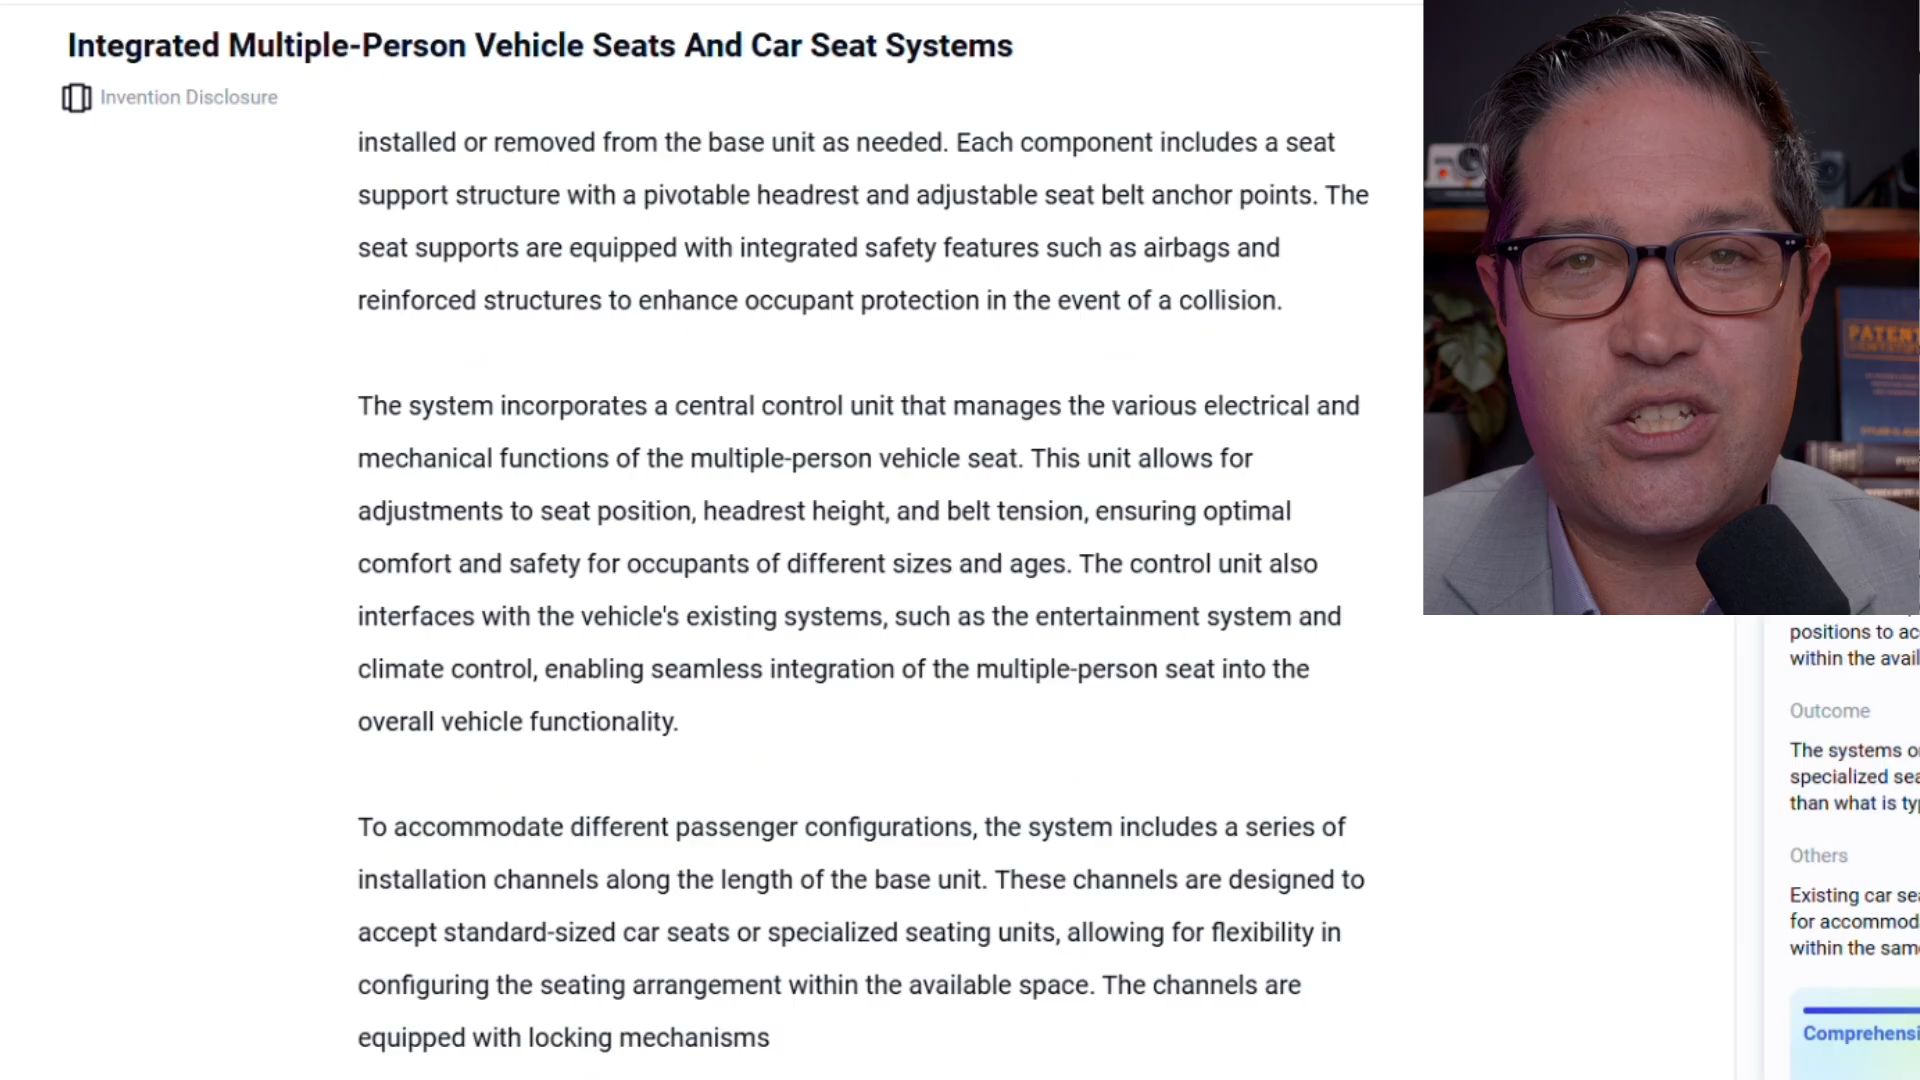 Integrated Multiple-Person Vehicle Seats And Car Seat Systems
Invention Disclosure
installed or removed from the base unit as needed. Each component includes a seat
support structure with a pivotable headrest and adjustable seat belt anchor points. The
seat supports are equipped with integrated safety features such as airbags and
reinforced structures to enhance occupant protection in the event of a collision.
The system incorporates a central control unit that manages the various electrical and
mechanical functions of the multiple-person vehicle seat. This unit allows for
adjustments to seat position, headrest height, and belt tension, ensuring optimal
comfort and safety for occupants of different sizes and ages. The control unit also
interfaces with the vehicle's existing systems, such as the entertainment system and
climate control, enabling seamless integration of the multiple-person seat into the
overall vehicle functionality.
To accommodate different passenger configurations, the system includes a series of
installation channels along the length of the base unit. These channels are designed to
accept standard-sized car seats or specialized seating units, allowing for flexibility in
configuring the seating arrangement within the available space. The channels are
equipped with locking mechanisms
PATENT
positions to ac
within the avail
Outcome
The systems o
specialized sea
than what is typ
Others
Existing car sea
for accommod
within the sam
Comprehensi